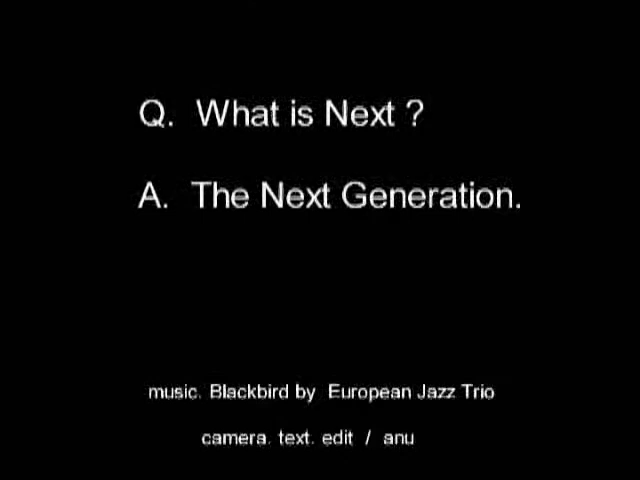 Q. What is Next ?
A. The Next Generation.
music. Blackbird by European Jazz Trio
camera. text. edit / anu